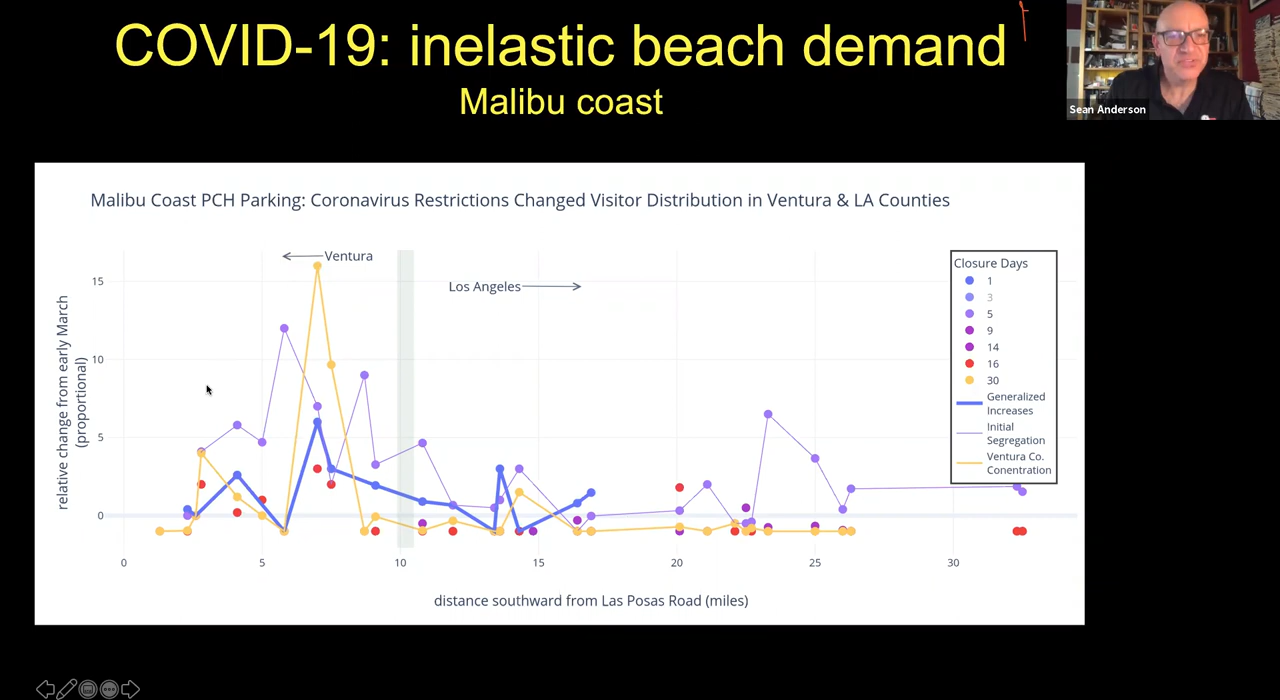 COVID-19: inelastic beach demand
Malibu coast
Sean Anderson
Malibu Coast PCH Parking: Coronavirus Restrictions Changed Visitor Distribution in Ventura & LA Counties
Ventura
Los Angeles
relative change from early March
(proportional)
15
10
5
0
0
5
10
15
20
25
30
distance southward from Las Posas Road (miles)
Closure Days
1
3
5
9
14
16
30
Generalized
Increases
Initial
Segregation
Ventura Co.
Conentration